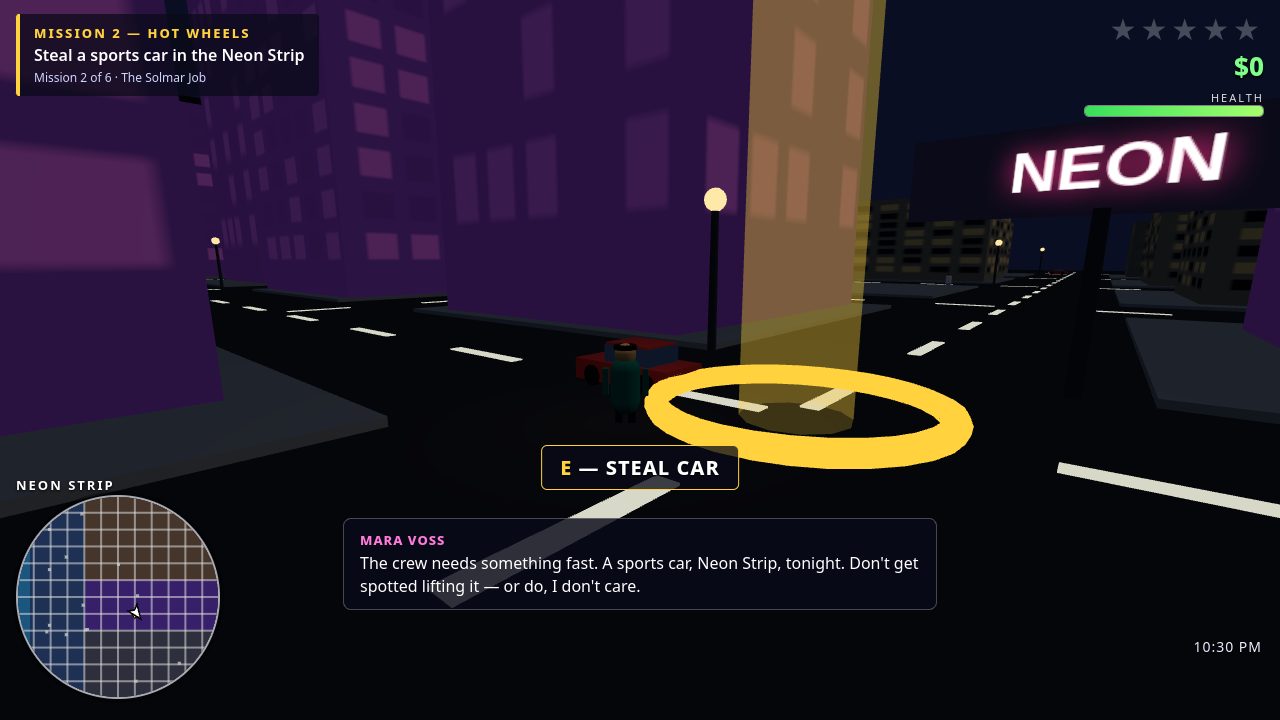 MISSION 2 — HOT WHEELS
Steal a sports car in the Neon Strip
Mission 2 of 6 · The Solmar Job
$0
HEALTH
NEON
E — STEAL CAR
NEON STRIP
MARA VOSS
The crew needs something fast. A sports car, Neon Strip, tonight. Don't get
spotted lifting it — or do, I don't care.
10:30 PM